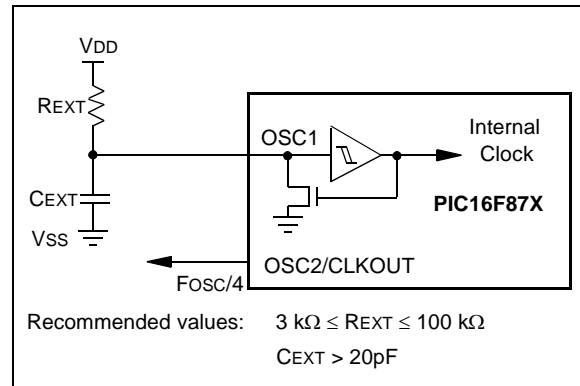 VDD
REXT
OSC1
Internal
Clock
CEXT
PIC16F87X
VSS
OSC2/CLKOUT
FOSC/4
Recommended values: 3 kΩ ≤ REXT ≤ 100 kΩ
CEXT > 20pF